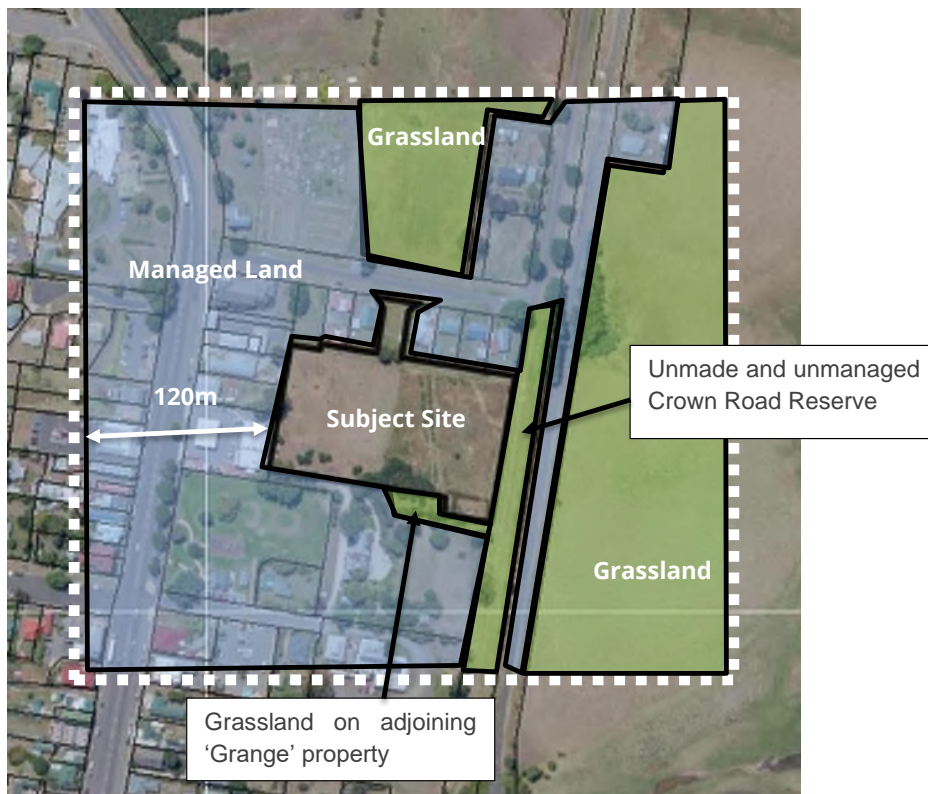 Grassland
Managed Land
Unmade and unmanaged
Crown Road Reserve
120m
Subject Site
Grassland
Grassland on adjoining
‘Grange’ property